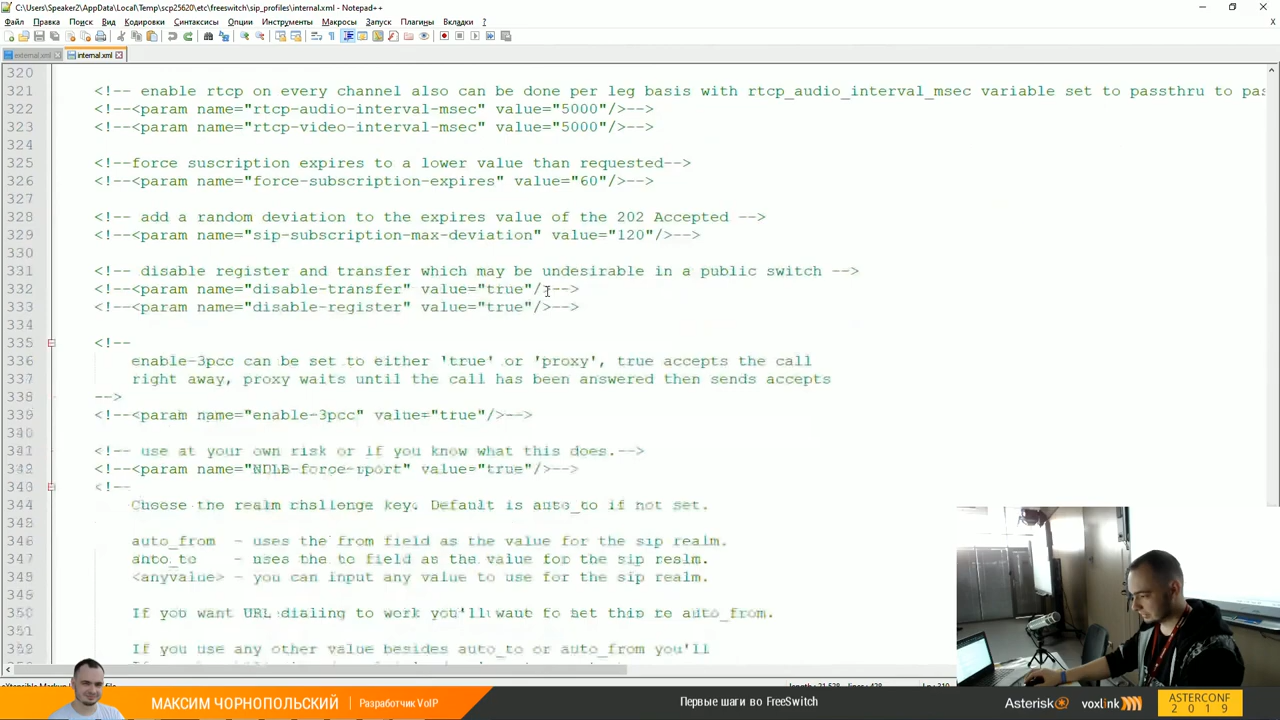 C:\Users\Speaker2\AppData\Local\Temp\scp25620\etc\freeswitch\sip_profiles\internal.xml - Notepad++
Файл Правка Поиск Вид Кодировки Синтаксисы Опции Инструменты Макросы Запуск Плагины Вкладки ? X
external.xml internal.xml
320
321 <!-- enable rtcp on every channel also can be done per leg basis with rtcp_audio_interval_msec variable set to passthru to pas
322 <!--<param name="rtcp-audio-interval-msec" value="5000"/>-->
323 <!--<param name="rtcp-video-interval-msec" value="5000"/>-->
324
325 <!--force suscription expires to a lower value than requested-->
326 <!--<param name="force-subscription-expires" value="60"/>-->
327
328 <!-- add a random deviation to the expires value of the 202 Accepted -->
329 <!--<param name="sip-subscription-max-deviation" value="120"/>-->
330
331 <!-- disable register and transfer which may be undesirable in a public switch -->
332 <!--<param name="disable-transfer" value="true"/>-->
333 <!--<param name="disable-register" value="true"/>-->
334
335 <!--
336 enable-3pcc can be set to either 'true' or 'proxy', true accepts the call
337 right away, proxy waits until the call has been answered then sends accepts
338 -->
339 <!--<param name="enable-3pcc" value="true"/>-->
340
341 <!-- use at your own risk or if you know what this does.-->
342 <!--<param name="NDLB-force-rport" value="true"/>-->
343 <!--
344 Choose the realm challenge key. Default is auto_to if not set.
345
346 auto_from - uses the from field as the value for the sip realm.
347 auto_to - uses the to field as the value for the sip realm.
348 <anyvalue> - you can input any value to use for the sip realm.
349
350 If you want URL dialing to work you'll want to set this to auto_from.
351
352 If you use any other value besides auto_to or auto_from you'll
МАКСИМ ЧОРНОПОЛЬСКИЙ Разработчик VoIP
Первые шаги во FreeSwitch
Asterisk voxlink
ASTERCONF
2019